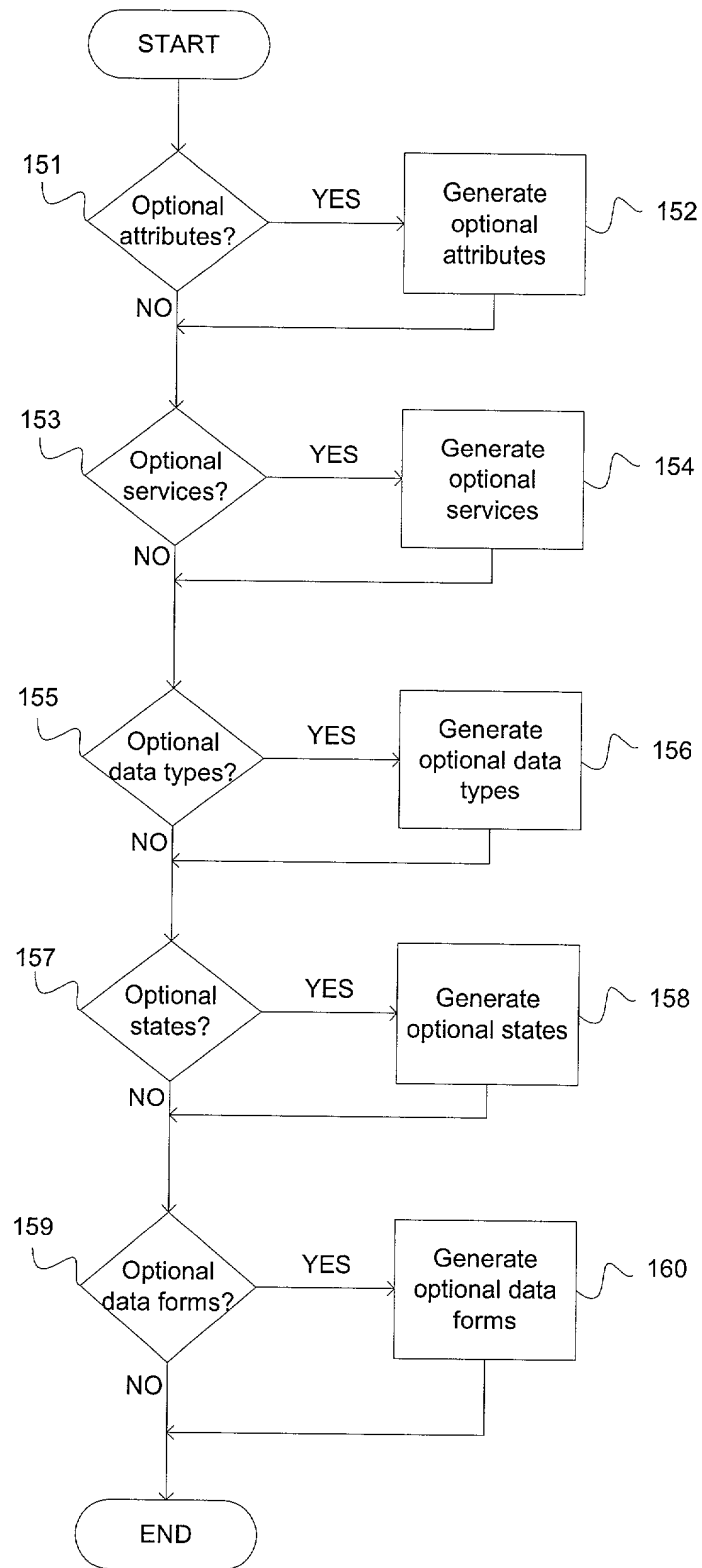 START
151
Optional
attributes?
YES
Generate
optional
attributes
152
NO
153
Optional
services?
YES
Generate
optional
services
154
NO
155
Optional
data types?
YES
Generate
optional data
types
156
NO
157
Optional
states?
YES
Generate
optional states
158
NO
159
Optional
data forms?
YES
Generate
optional data
forms
160
NO
END